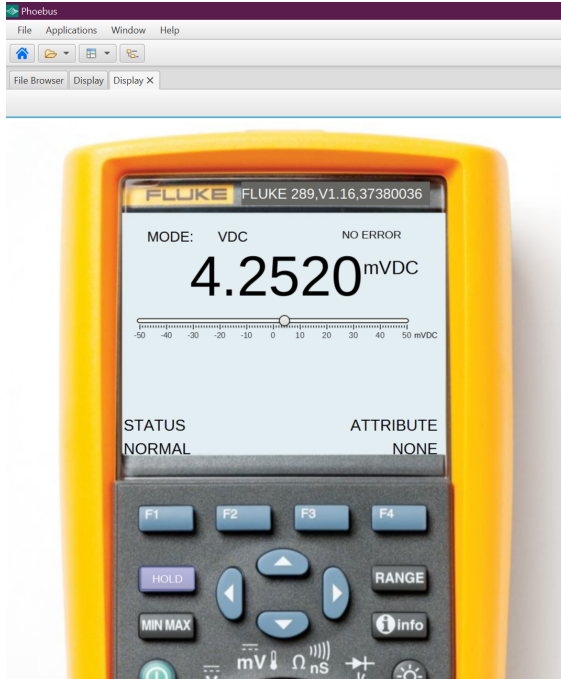 Phoebus
File Applications Window Help
File Browser Display Display X
FLUKE FLUKE 289,V1.16,37380036
MODE: VDC NO ERROR
4.2520 mVDC
-50 -40 -30 -20 -10 0 10 20 30 40 50 mVDC
STATUS ATTRIBUTE
NORMAL NONE
F1 F2 F3 F4
HOLD RANGE
MIN MAX i info
mV Ω nS